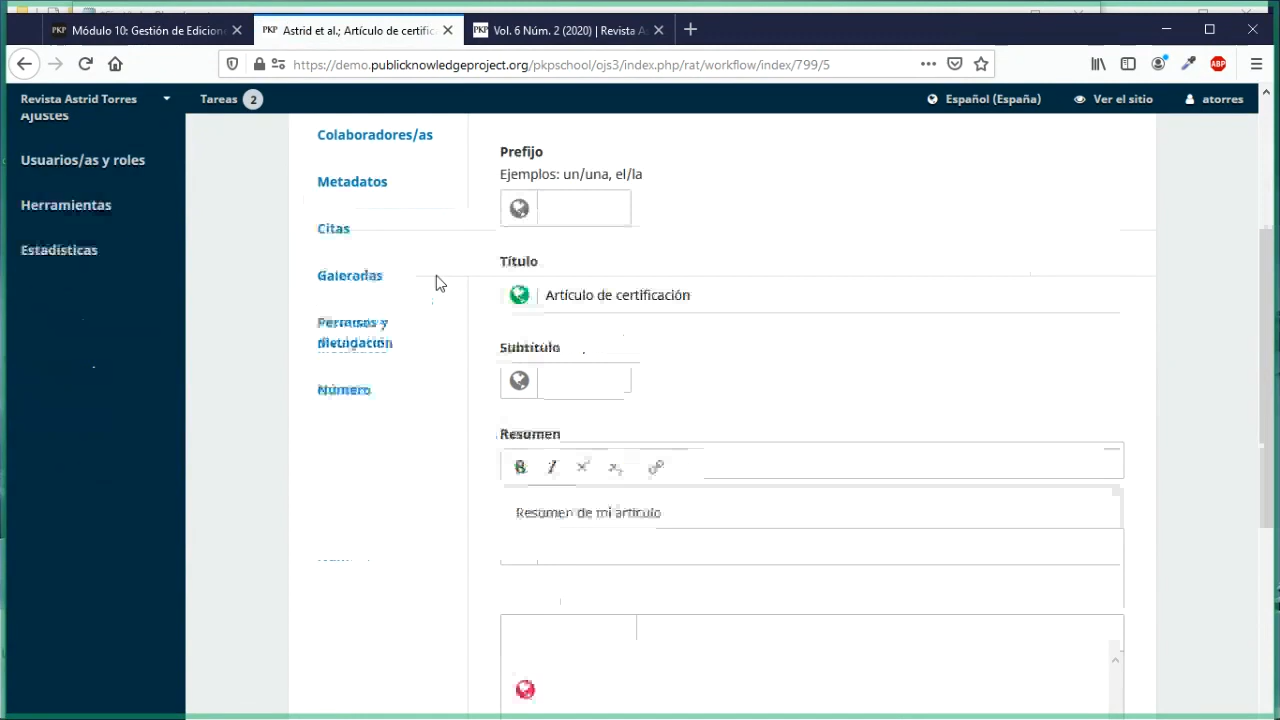 Módulo 10: Gestión de Edicione
Astrid et al.; Artículo de certific
Vol. 6 Núm. 2 (2020) | Revista A
https://demo.publicknowledgeproject.org/pkpschool/ojs3/index.php/rat/workflow/index/799/5
Revista Astrid Torres
Tareas 2
Español (España)
Ver el sitio
atorres
Ajustes
Usuarios/as y roles
Herramientas
Estadísticas
Colaboradores/as
Metadatos
Citas
Galeradas
Permisos y
Número
Prefijo
Ejemplos: un/una, el/la
Título
Artículo de certificación
Subtítulo
Resumen
Resumen de mi artículo